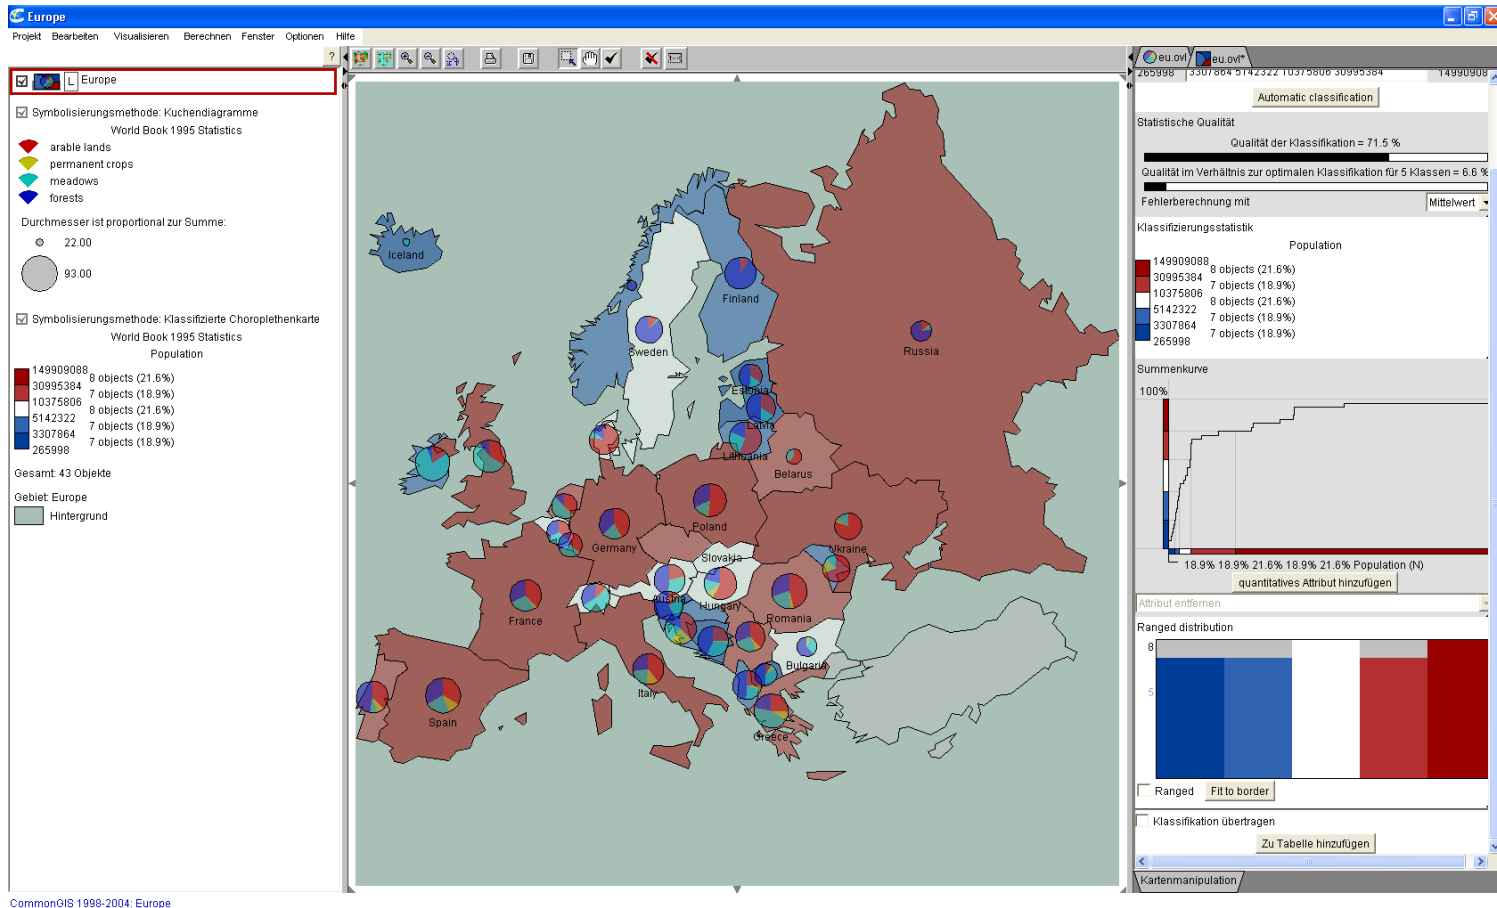 Europe
Projekt Bearbeiten Visualisieren Berechnen Fenster Optionen Hilfe
?
L Europe
Symbolisierungsmethode: Kuchendiagramme
World Book 1995 Statistics
arable lands
permanent crops
meadows
forests
Durchmesser ist proportional zur Summe:
22.00
93.00
Symbolisierungsmethode: Klassifizierte Choroplethenkarte
World Book 1995 Statistics
Population
149909088
8 objects (21.6%)
30995384
7 objects (18.9%)
10375806
8 objects (21.6%)
5142322
7 objects (18.9%)
3307864
7 objects (18.9%)
265998
Gesamt: 43 Objekte
Gebiet: Europe
Hintergrund
Iceland
Finland
Sweden
Russia
Estonia
Latvia
Lithuania
Belarus
Poland
Germany
Ukraine
Slovakia
Austria
Hungary
France
Romania
Bulgaria
Italy
Spain
Greece
eu.ovl eu.ovl*
265998 3307864 5142322 10375806 30995384 14990908
Automatic classification
Statistische Qualität
Qualität der Klassifikation = 71.5 %
Qualität im Verhältnis zur optimalen Klassifikation für 5 Klassen = 6.6 %
Fehlerberechnung mit Mittelwert
Klassifizierungsstatistik
Population
149909088
8 objects (21.6%)
30995384
7 objects (18.9%)
10375806
8 objects (21.6%)
5142322
7 objects (18.9%)
3307864
7 objects (18.9%)
265998
Summenkurve
100%
18.9% 18.9% 21.6% 18.9% 21.6% Population (N)
quantitatives Attribut hinzufügen
Attribut entfernen
Ranged distribution
8
5
Ranged Fit to border
Klassifikation übertragen
Zu Tabelle hinzufügen
Kartenmanipulation
CommonGIS 1998-2004: Europe